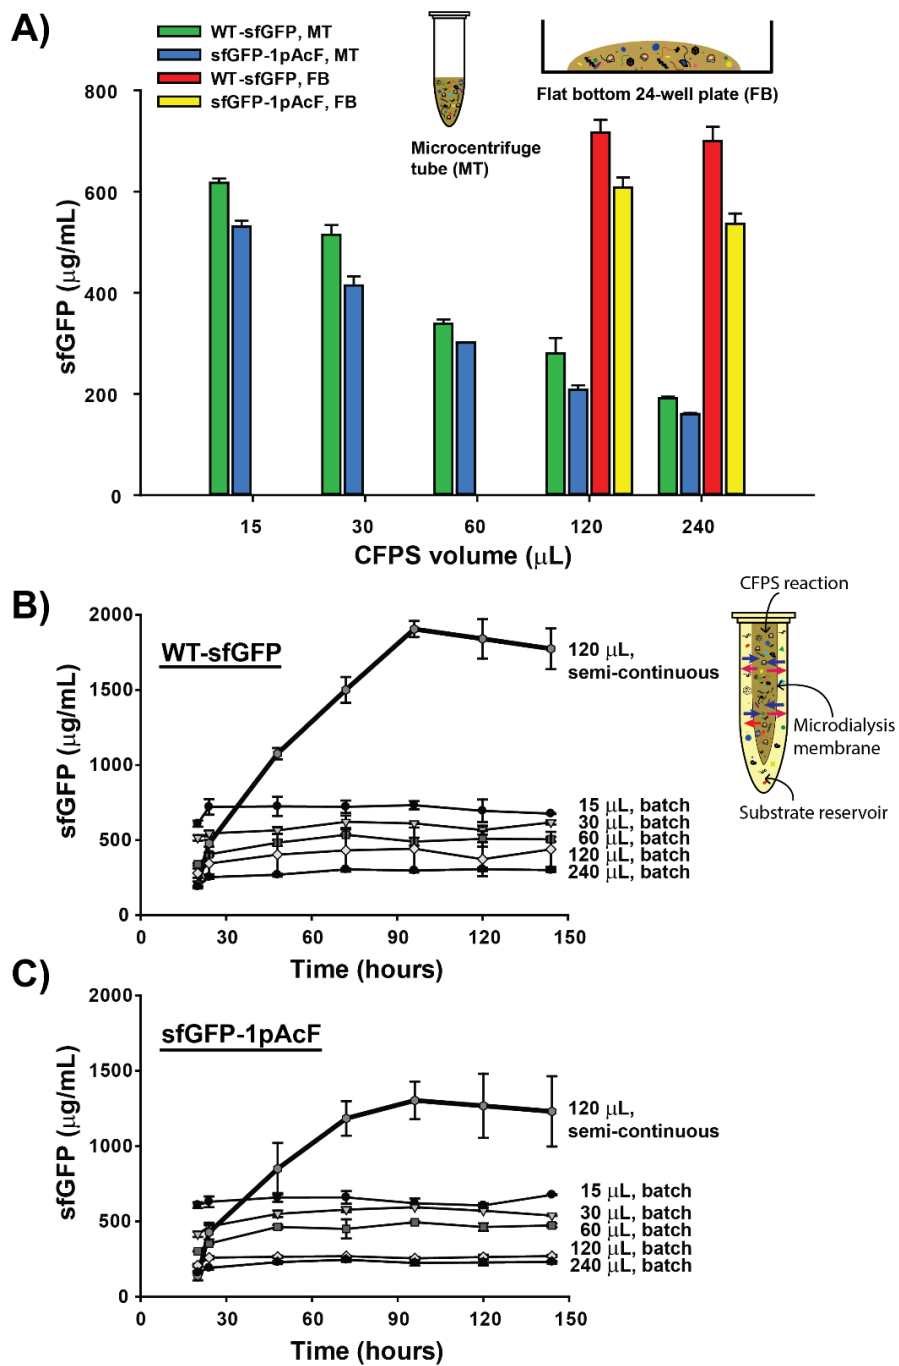 A)
WT-sfGFP, MT
sfGFP-1pAcF, MT
WT-sfGFP, FB
sfGFP-1pAcF, FB
Microcentrifuge
tube (MT)
Flat bottom 24-well plate (FB)
800
600
400
200
0
sfGFP (µg/mL)
15
30
60
120
240
CFPS volume (µL)
B)
WT-sfGFP
2000
1500
1000
500
0
sfGFP (µg/mL)
0
30
60
90
120
150
Time (hours)
120 µL,
semi-continuous
15 µL, batch
30 µL, batch
60 µL, batch
120 µL, batch
240 µL, batch
CFPS reaction
Microdialysis
membrane
Substrate reservoir
C)
sfGFP-1pAcF
2000
1500
1000
500
0
sfGFP (µg/mL)
0
30
60
90
120
150
Time (hours)
120 µL,
semi-continuous
15 µL, batch
30 µL, batch
60 µL, batch
120 µL, batch
240 µL, batch